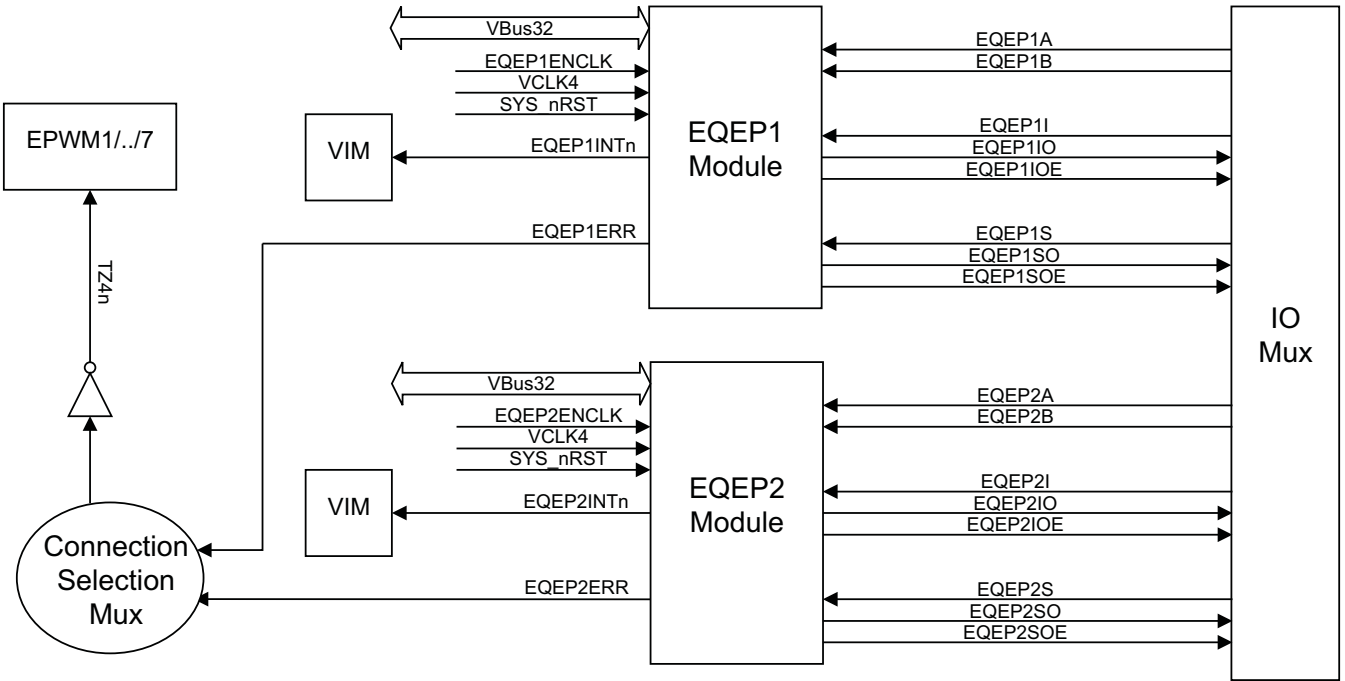 VBus32
EQEP1ENCLK
VCLK4
SYS_nRST
EQEP1INTn
EQEP1ERR
VIM
EPWM1/../7
TZ4n
EQEP1
Module
EQEP1A
EQEP1B
EQEP1I
EQEP1IO
EQEP1IOE
EQEP1S
EQEP1SO
EQEP1SOE
IO
Mux
VBus32
EQEP2ENCLK
VCLK4
SYS_nRST
EQEP2INTn
EQEP2ERR
VIM
Connection
Selection
Mux
EQEP2
Module
EQEP2A
EQEP2B
EQEP2I
EQEP2IO
EQEP2IOE
EQEP2S
EQEP2SO
EQEP2SOE